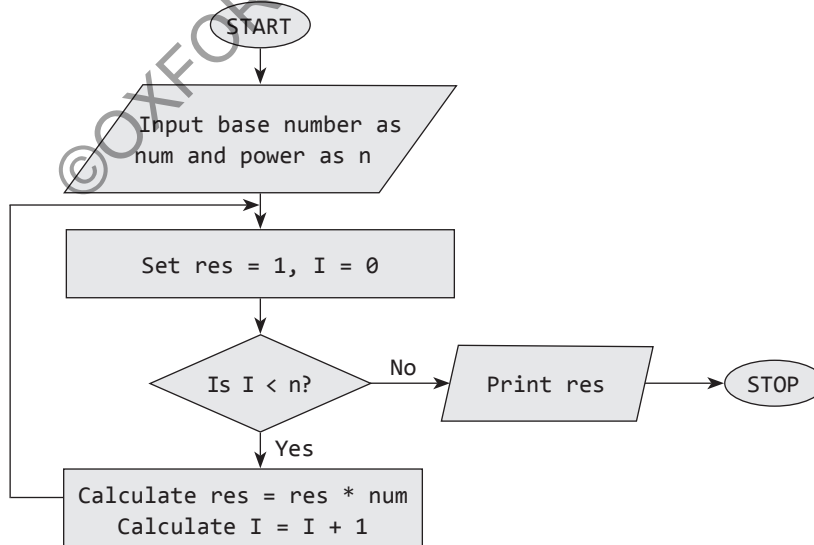 START
©OXFOR
Input base number as
num and power as n
Set res = 1, I = 0
Is I < n?
No
Print res
STOP
Yes
Calculate res = res * num
Calculate I = I + 1